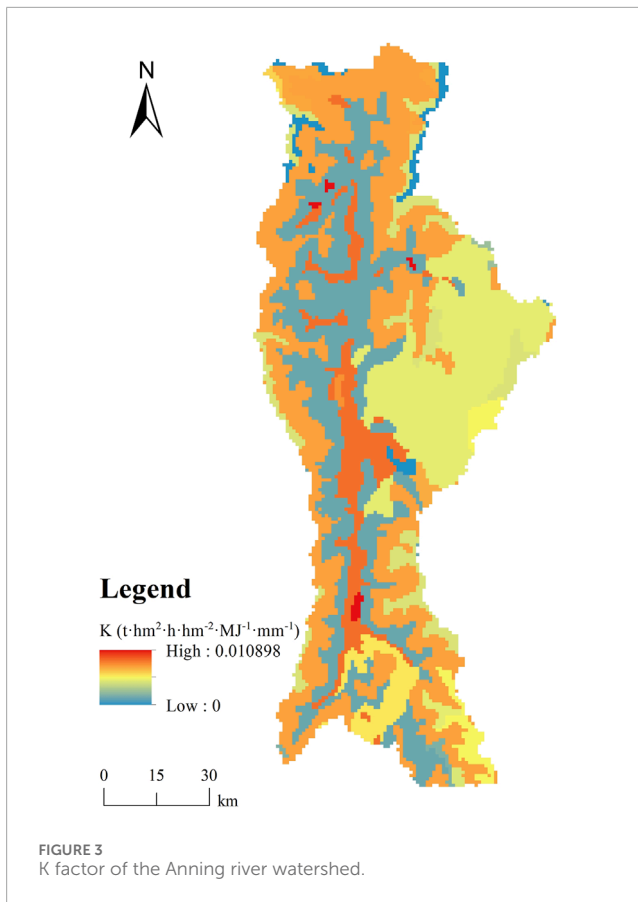 N
Legend
K (t·hm²·h·hm⁻²·MJ⁻¹·mm⁻¹)
High : 0.010898
Low : 0
0 15 30
km
FIGURE 3
K factor of the Anning river watershed.